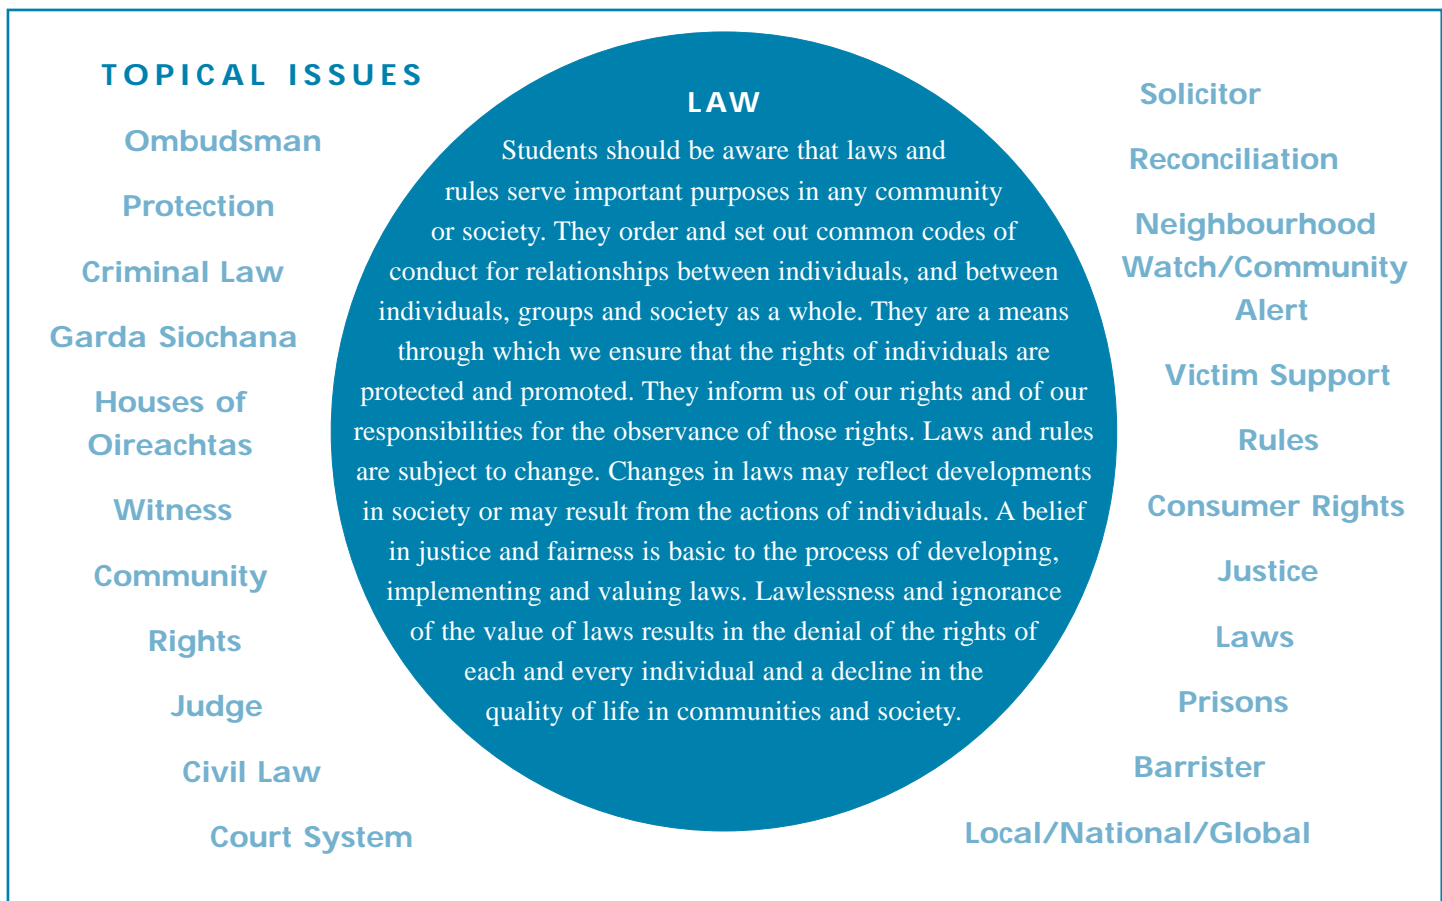 TOPICAL ISSUES
Ombudsman
Protection
Criminal Law
Garda Siochana
Houses of
Oireachtas
Witness
Community
Rights
Judge
Civil Law
Court System
LAW
Students should be aware that laws and
rules serve important purposes in any community
or society. They order and set out common codes of
conduct for relationships between individuals, and between
individuals, groups and society as a whole. They are a means
through which we ensure that the rights of individuals are
protected and promoted. They inform us of our rights and of our
responsibilities for the observance of those rights. Laws and rules
are subject to change. Changes in laws may reflect developments
in society or may result from the actions of individuals. A belief
in justice and fairness is basic to the process of developing,
implementing and valuing laws. Lawlessness and ignorance
of the value of laws results in the denial of the rights of
each and every individual and a decline in the
quality of life in communities and society.
Solicitor
Reconciliation
Neighbourhood
Watch/Community
Alert
Victim Support
Rules
Consumer Rights
Justice
Laws
Prisons
Barrister
Local/National/Global